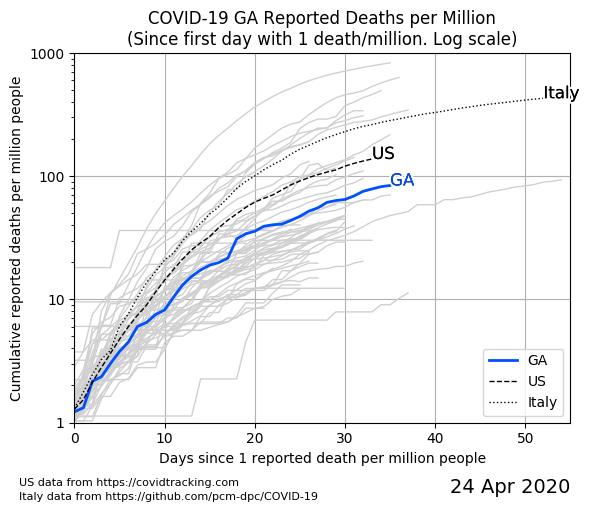 COVID-19 GA Reported Deaths per Million
(Since first day with 1 death/million. Log scale)
Cumulative reported deaths per million people
1000
100
10
1
Italy
US
GA
GA
US
Italy
0
10
20
30
40
50
Days since 1 reported death per million people
US data from https://covidtracking.com
Italy data from https://github.com/pcm-dpc/COVID-19
24 Apr 2020